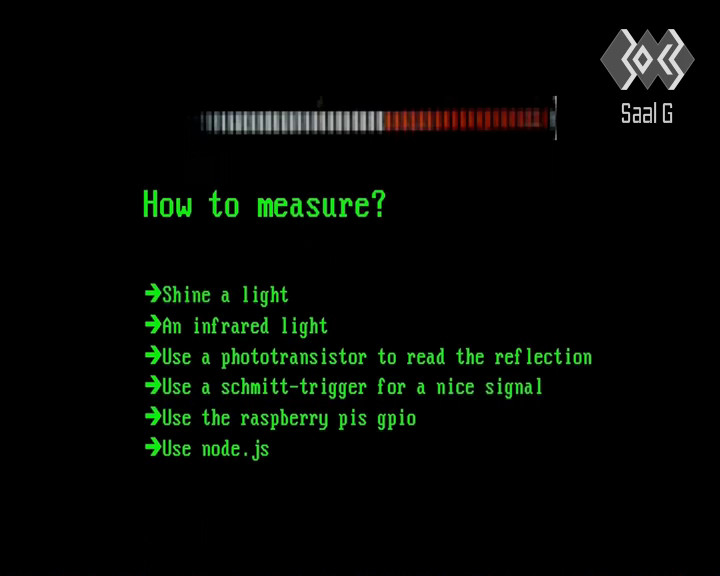 Saal G
How to measure?
➔Shine a light
➔An infrared light
➔Use a phototransistor to read the reflection
➔Use a schmitt-trigger for a nice signal
➔Use the raspberry pis gpio
➔Use node.js